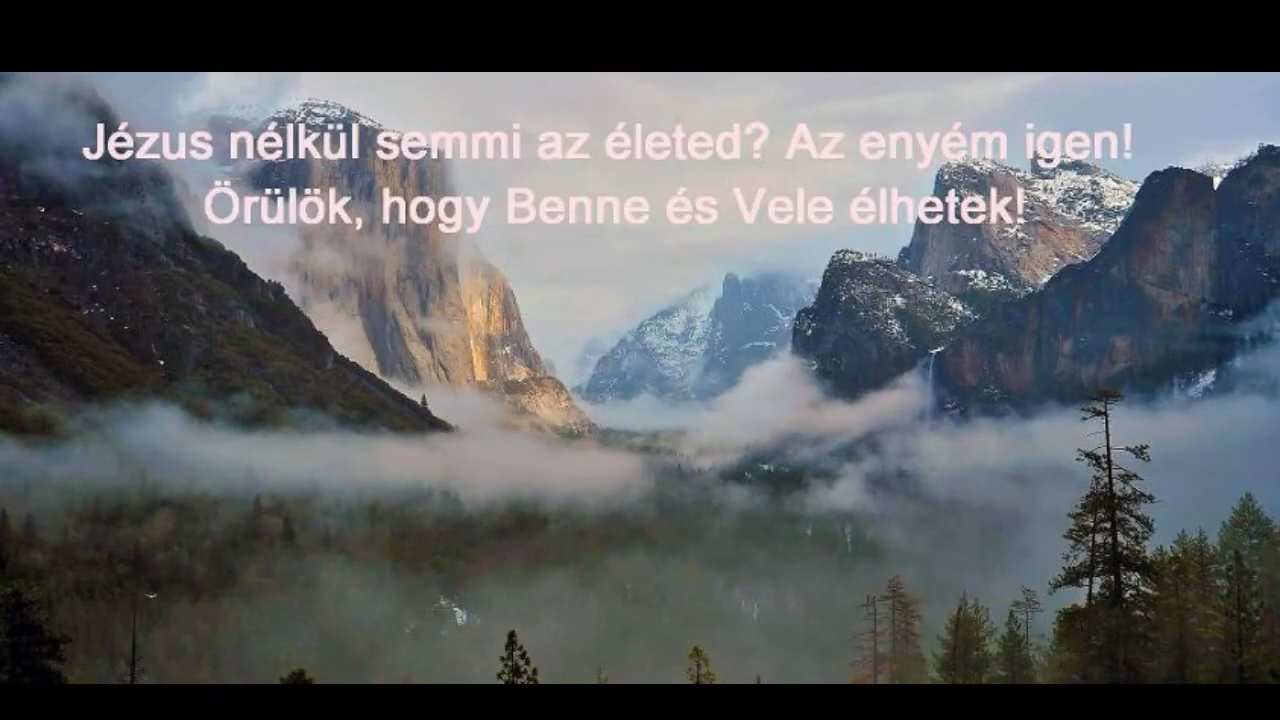 Jézus nélkül semmi az életed? Az enyém igen!
Örülök, hogy Benne és Vele élhetek!